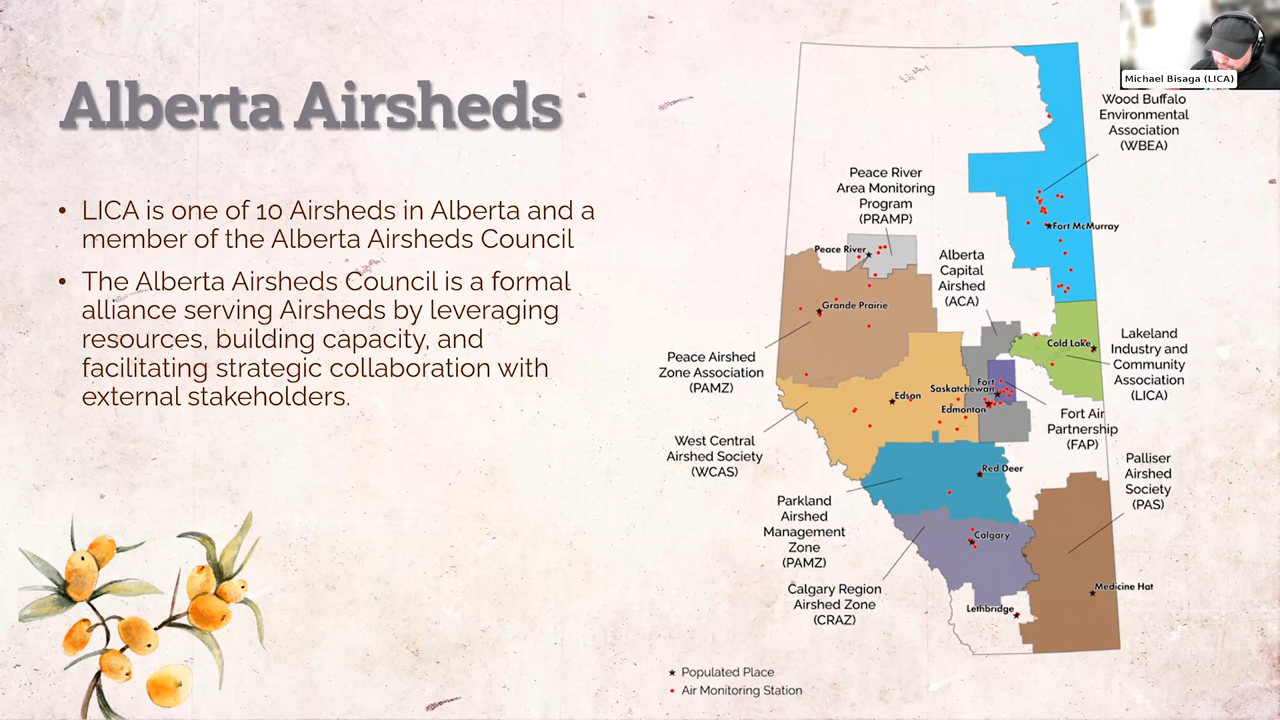 Alberta Airsheds
• LICA is one of 10 Airsheds in Alberta and a
member of the Alberta Airsheds Council
• The Alberta Airsheds Council is a formal
alliance serving Airsheds by leveraging
resources, building capacity, and
facilitating strategic collaboration with
external stakeholders.
Michael Bisaga (LICA)
Wood Buffalo
Environmental
Association
(WBEA)
Peace River
Area Monitoring
Program
(PRAMP)
Fort McMurray
Peace River
Alberta
Capital
Airshed
(ACA)
Grande Prairie
Cold Lake
Lakeland
Industry and
Community
Association
(LICA)
Peace Airshed
Zone Association
(PAMZ)
Fort
Saskatchewan
Edson
Edmonton
Fort Air
Partnership
(FAP)
West Central
Airshed Society
(WCAS)
Palliser
Airshed
Society
(PAS)
Red Deer
Parkland
Airshed
Management
Zone
(PAMZ)
Calgary
Calgary Region
Airshed Zone
(CRAZ)
Medicine Hat
Lethbridge
★ Populated Place
• Air Monitoring Station